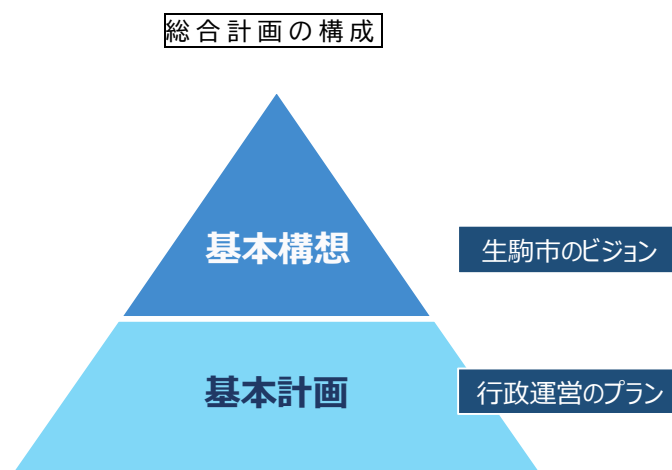 総合計画の構成
基本構想
生駒市のビジョン
基本計画
行政運営のプラン